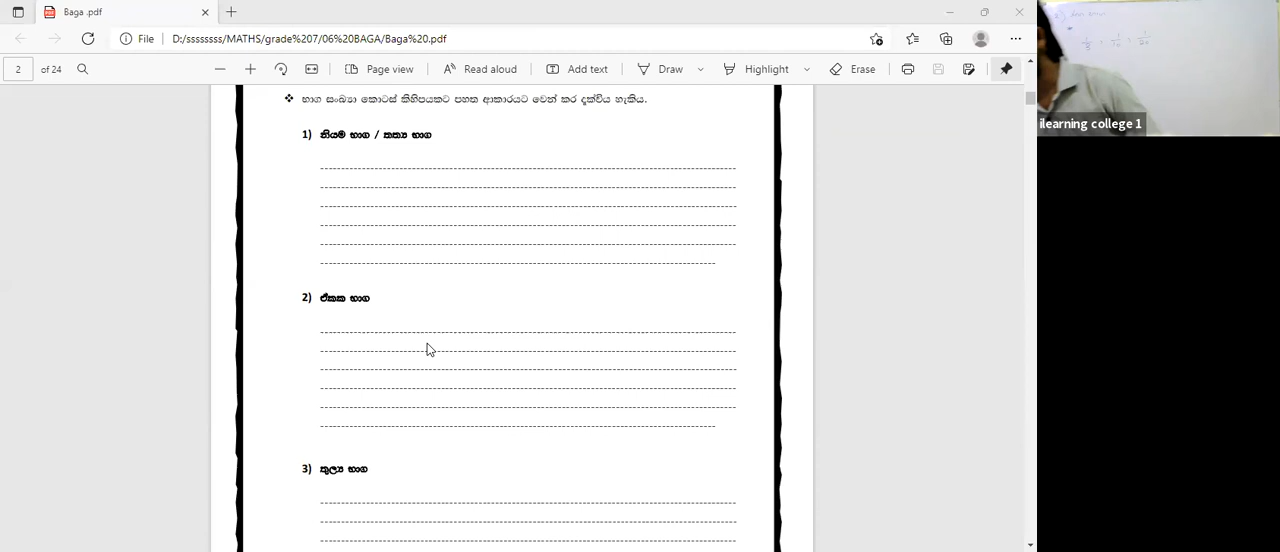 Baga .pdf
File D:/ssssssss/MATHS/grade%207/06%20BAGA/Baga%20.pdf
2 of 24 Page view Read aloud Add text Draw Highlight Erase
❖ භාග සංඛ්‍යා කොටස් කිහිපයකට පහත ආකාරයට වෙන් කර දැක්විය හැකිය.
1) නියම භාග / තත්‍ය භාග
2) ඒකක භාග
3) තුල්‍ය භාග
ilearning college 1